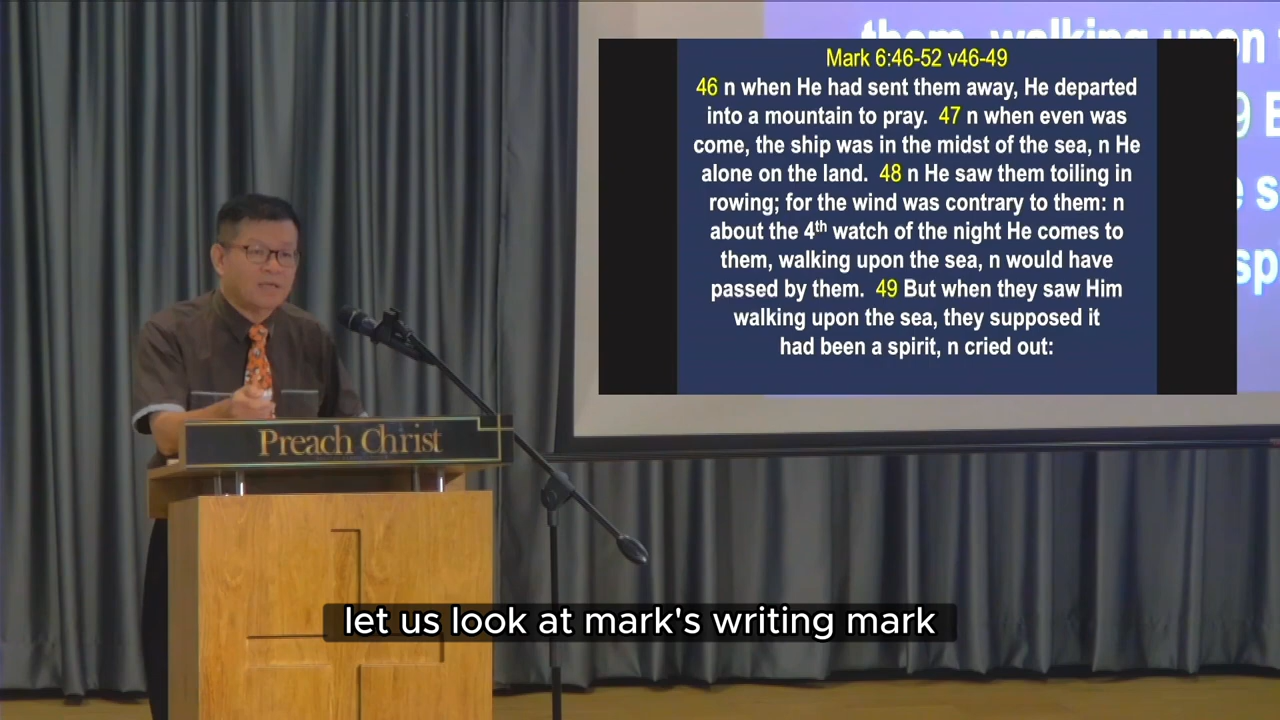 them, walking upon
Mark 6:46-52 v46-49
46 n when He had sent them away, He departed
into a mountain to pray. 47 n when even was
come, the ship was in the midst of the sea, n He
alone on the land. 48 n He saw them toiling in
rowing; for the wind was contrary to them: n
about the 4th watch of the night He comes to
them, walking upon the sea, n would have
passed by them. 49 But when they saw Him
walking upon the sea, they supposed it
had been a spirit, n cried out:
Preach Christ
let us look at mark's writing mark